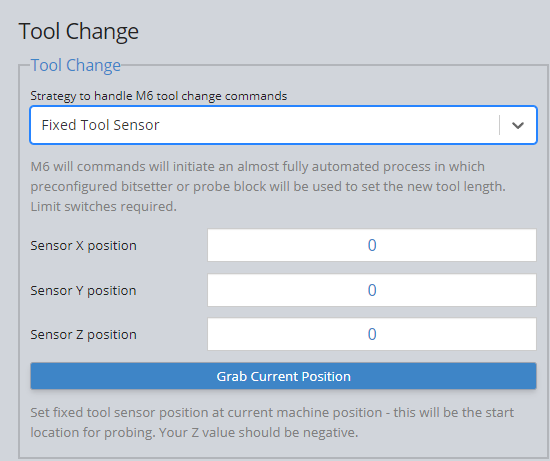 Tool Change
Tool Change
Strategy to handle M6 tool change commands
Fixed Tool Sensor
M6 will commands will initiate an almost fully automated process in which
preconfigured bitsetter or probe block will be used to set the new tool length.
Limit switches required.
Sensor X position 0
Sensor Y position 0
Sensor Z position 0
Grab Current Position
Set fixed tool sensor position at current machine position - this will be the start
location for probing. Your Z value should be negative.